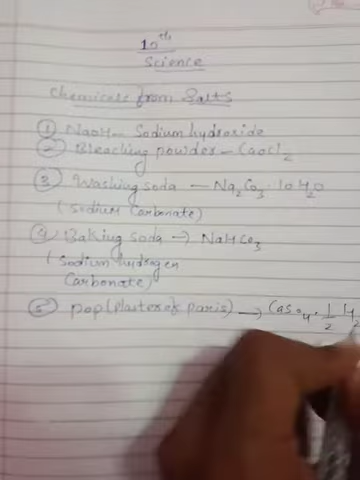 10th
Science
Chemicals from Salts
① NaOH - Sodium hydroxide
② Bleaching powder - CaOCl₂
③ Washing soda - Na₂CO₃. 10H₂O
(Sodium Carbonate)
④ Baking soda → NaHCO₃
(Sodium hydrogen
Carbonate)
⑤ pop(plaster of paris) → CaSO₄. 1/2 H₂